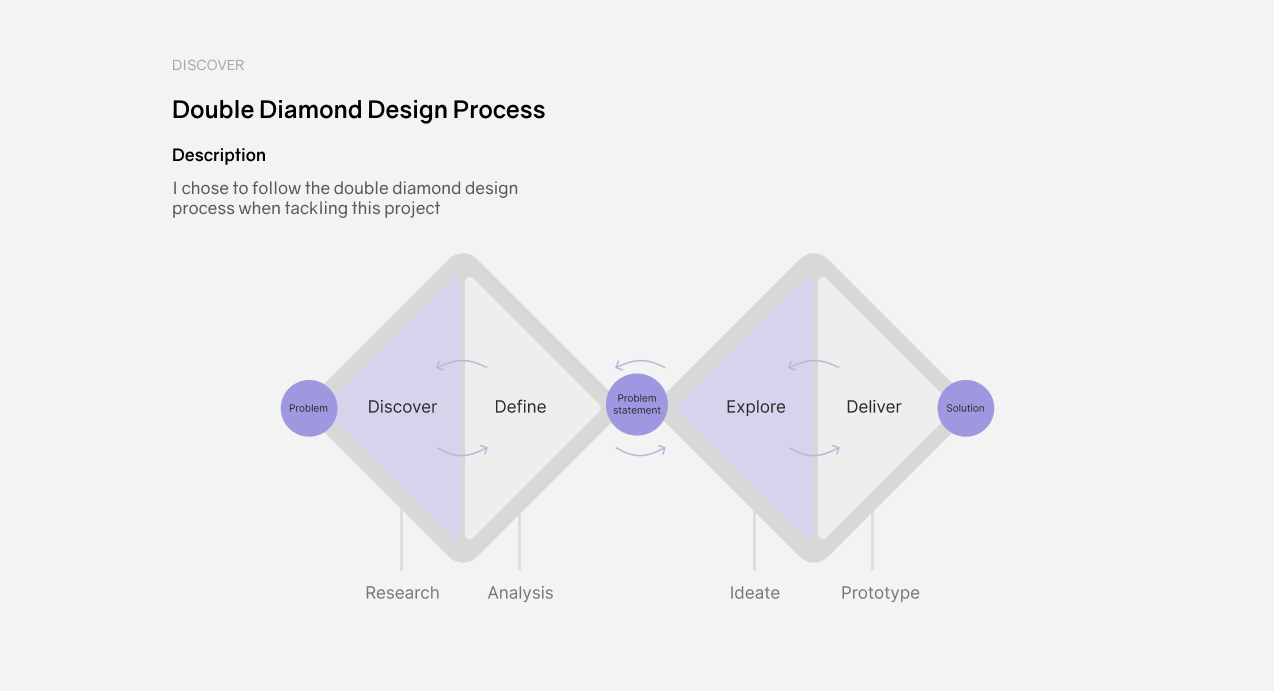 DISCOVER
Double Diamond Design Process
Description
I chose to follow the double diamond design
process when tackling this project
Problem
Discover
Define
Problem
statement
Explore
Deliver
Solution
Research
Analysis
Ideate
Prototype